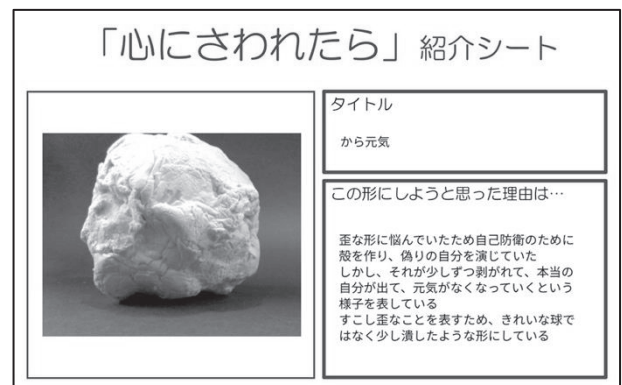 「心にさわれたら」紹介シート
タイトル
から元気
この形にしようと思った理由は…
歪な形に悩んでいたため自己防衛のために
殻を作り、偽りの自分を演じていた
しかし、それが少しずつ剥がれて、本当の
自分が出て、元気がなくなっていくという
様子を表している
すこし歪なことを表すため、きれいな球で
はなく少し潰したような形にしている